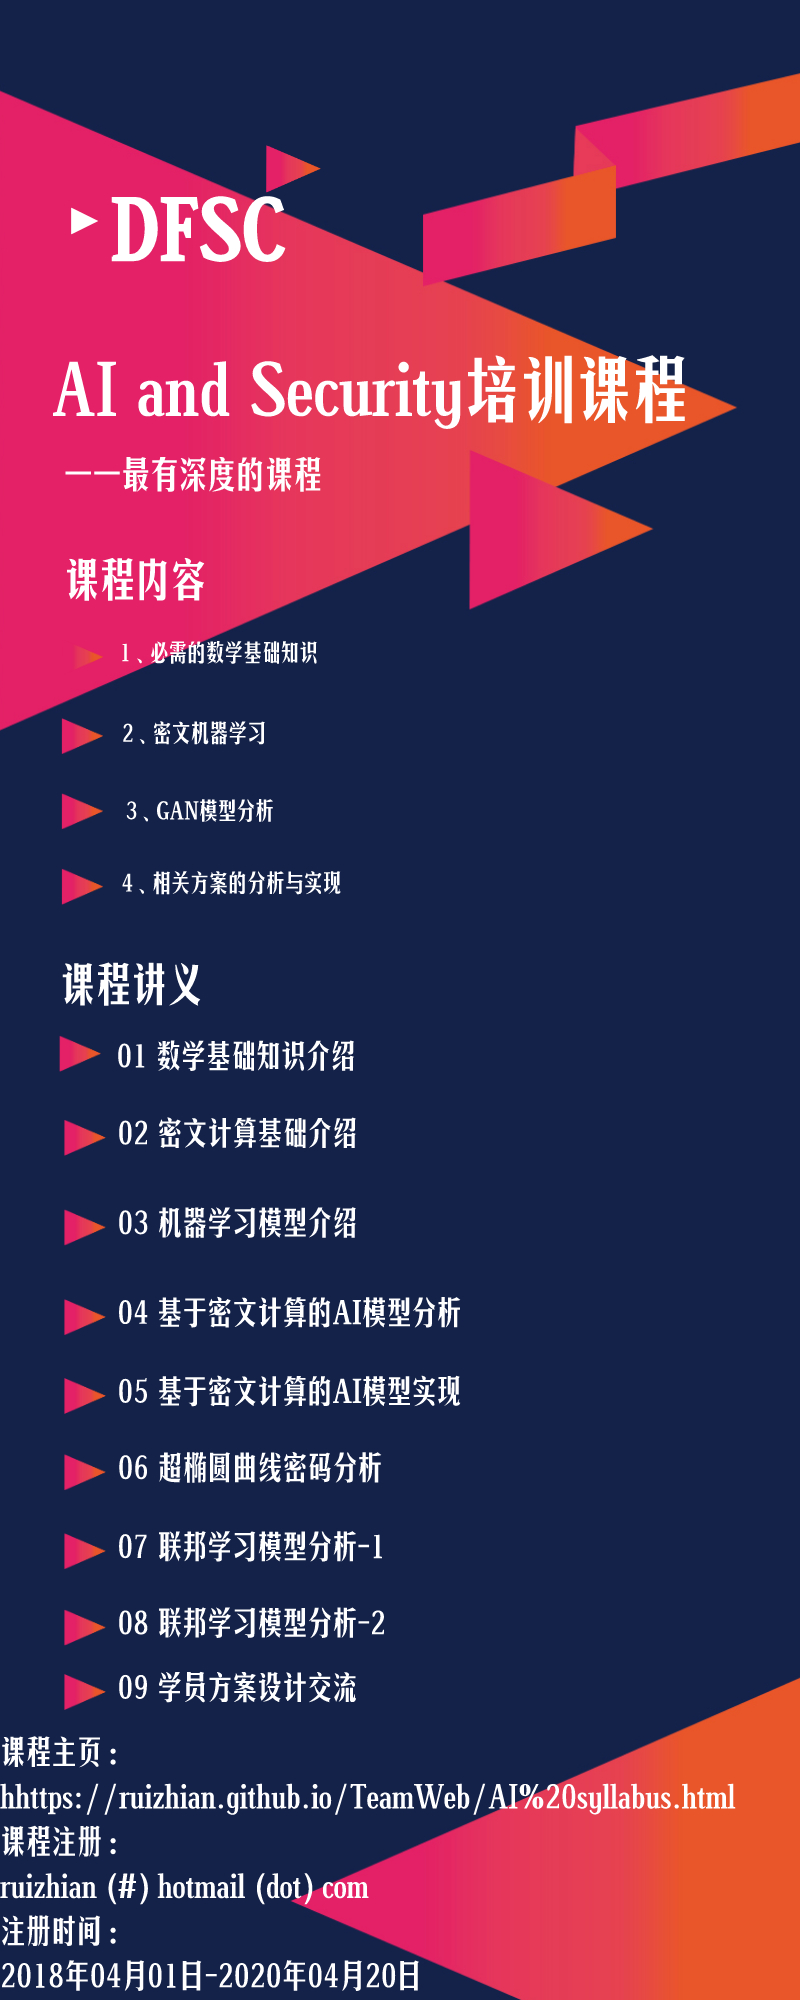 DFSC
AI and Security培训课程
——最有深度的课程
课程内容
1、必需的数学基础知识
2、密文机器学习
3、GAN模型分析
4、相关方案的分析与实现
课程讲义
01 数学基础知识介绍
02 密文计算基础介绍
03 机器学习模型介绍
04 基于密文计算的AI模型分析
05 基于密文计算的AI模型实现
06 超椭圆曲线密码分析
07 联邦学习模型分析-1
08 联邦学习模型分析-2
09 学员方案设计交流
课程主页：
hhttps://ruizhian.github.io/TeamWeb/AI%20syllabus.html
课程注册：
ruizhian (#) hotmail (dot) com
注册时间：
2018年04月01日-2020年04月20日